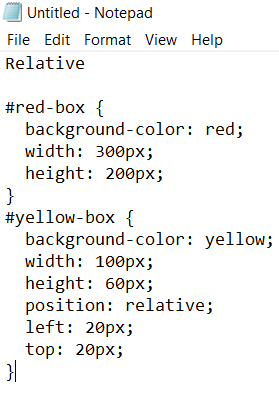 Untitled - Notepad
File Edit Format View Help
Relative

#red-box {
  background-color: red;
  width: 300px;
  height: 200px;
}
#yellow-box {
  background-color: yellow;
  width: 100px;
  height: 60px;
  position: relative;
  left: 20px;
  top: 20px;
}